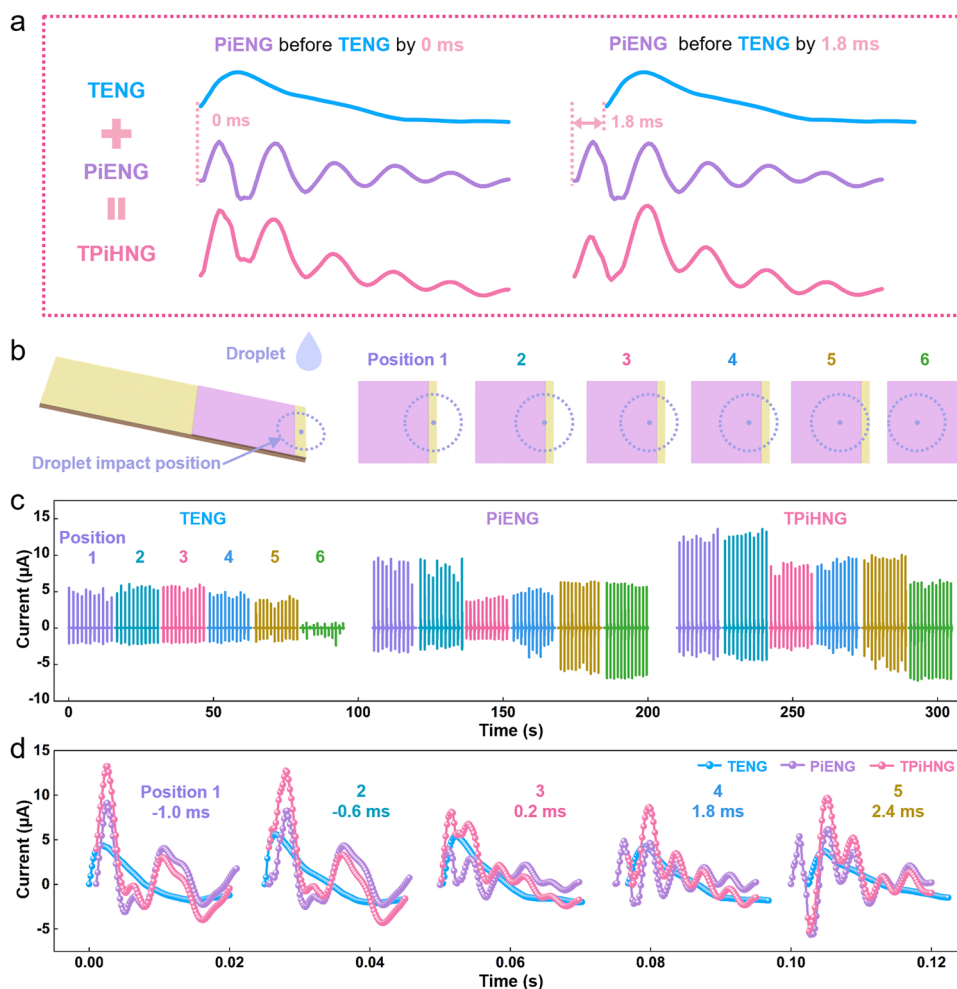 a
PiENG before TENG by 0 ms
PiENG before TENG by 1.8 ms
TENG
+
PiENG
=
TPiHNG
0 ms
1.8 ms
b
Droplet
Droplet impact position
Position 1 2 3 4 5 6
c
Current (μA)
15
10
5
0
-5
-10
TENG
PiENG
TPiHNG
Position
1 2 3 4 5 6
0 50 100 150 200 250 300
Time (s)
d
Current (μA)
15
10
5
0
-5
TENG PiENG TPiHNG
Position 1 2 3 4 5
-1.0 ms -0.6 ms 0.2 ms 1.8 ms 2.4 ms
0.00 0.02 0.04 0.06 0.08 0.10 0.12
Time (s)